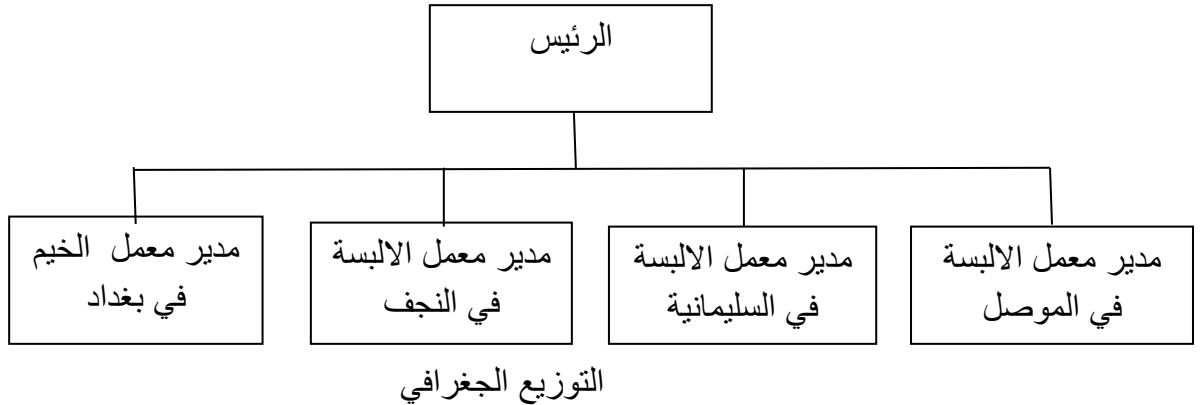 الرئيس
مدير معمل الالبسة
في الموصل
مدير معمل الالبسة
في السليمانية
مدير معمل الالبسة
في النجف
مدير معمل الخيم
في بغداد
التوزيع الجغرافي